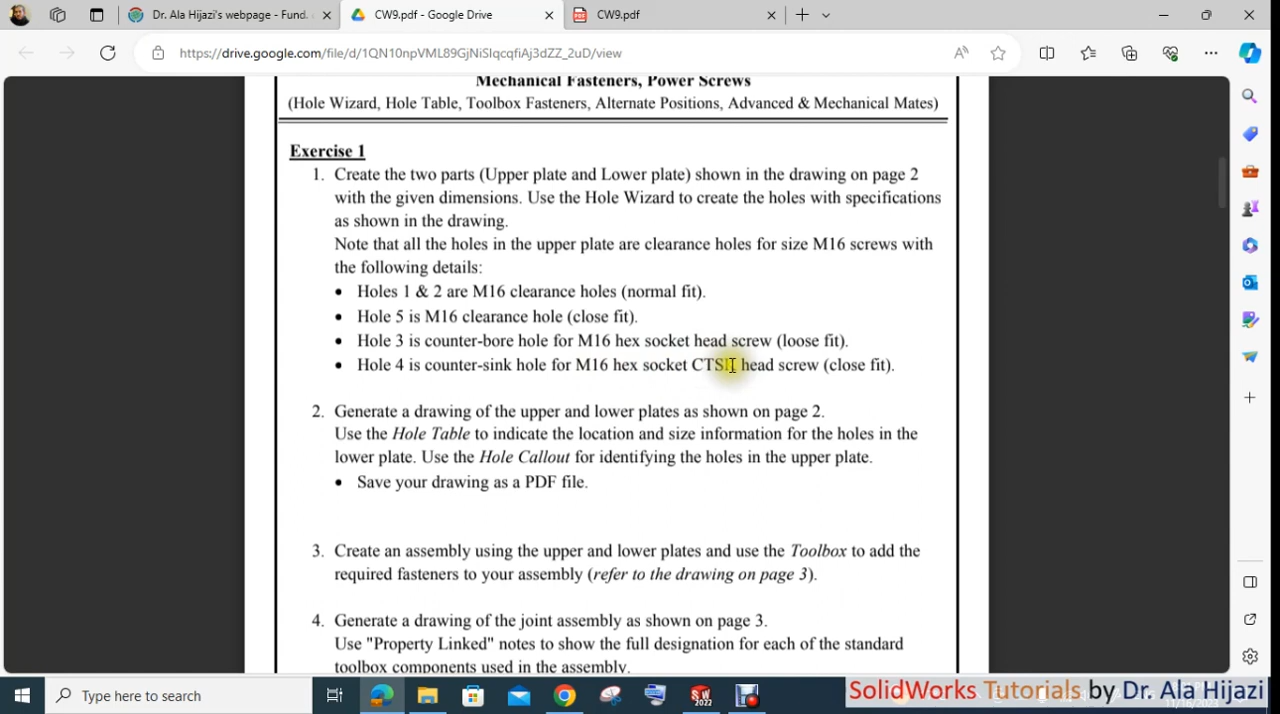 Dr. Ala Hijazi's webpage - Fund.
CW9.pdf - Google Drive
CW9.pdf
https://drive.google.com/file/d/1QN10npVML89GjNiSIqcqfiAj3dZZ_2uD/view
Mechanical Fasteners, Power Screws
(Hole Wizard, Hole Table, Toolbox Fasteners, Alternate Positions, Advanced & Mechanical Mates)
Exercise 1
1. Create the two parts (Upper plate and Lower plate) shown in the drawing on page 2
with the given dimensions. Use the Hole Wizard to create the holes with specifications
as shown in the drawing.
Note that all the holes in the upper plate are clearance holes for size M16 screws with
the following details:
• Holes 1 & 2 are M16 clearance holes (normal fit).
• Hole 5 is M16 clearance hole (close fit).
• Hole 3 is counter-bore hole for M16 hex socket head screw (loose fit).
• Hole 4 is counter-sink hole for M16 hex socket head screw (close fit).
2. Generate a drawing of the upper and lower plates as shown on page 2.
Use the Hole Table to indicate the location and size information for the holes in the
lower plate. Use the Hole Callout for identifying the holes in the upper plate.
• Save your drawing as a PDF file.
3. Create an assembly using the upper and lower plates and use the Toolbox to add the
required fasteners to your assembly (refer to the drawing on page 3).
4. Generate a drawing of the joint assembly as shown on page 3.
Use "Property Linked" notes to show the full designation for each of the standard
toolbox components used in the assembly.
Type here to search
SW
2022
SolidWorks Tutorials by Dr. Ala Hijazi
11/16/2023